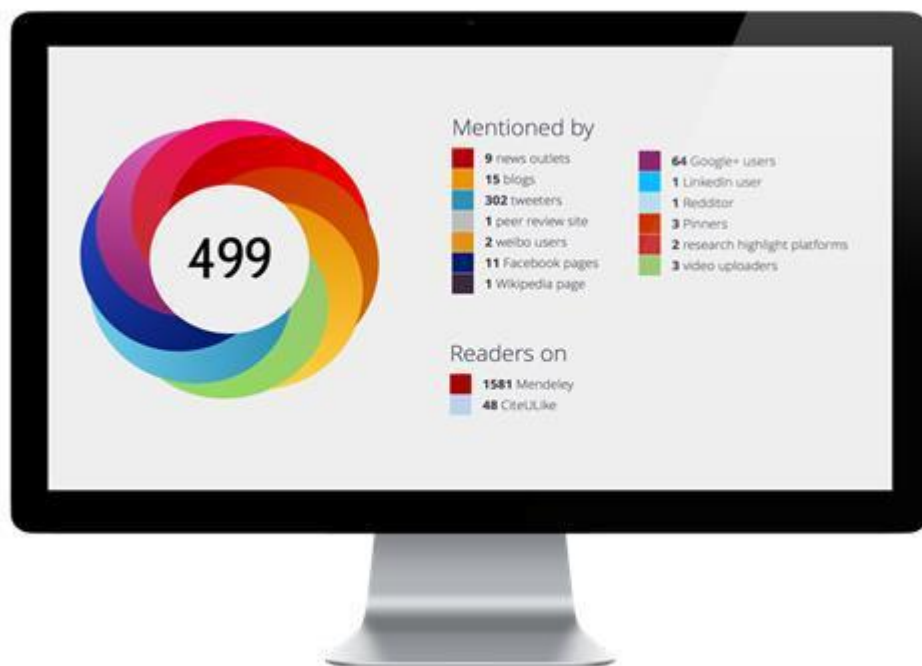 499
Mentioned by
9 news outlets
15 blogs
302 tweeters
1 peer review site
2 weibo users
11 Facebook pages
1 Wikipedia page
64 Google+ users
1 LinkedIn user
1 Redditor
3 Pinners
2 research highlight platforms
3 video uploaders
Readers on
1581 Mendeley
48 CiteULike